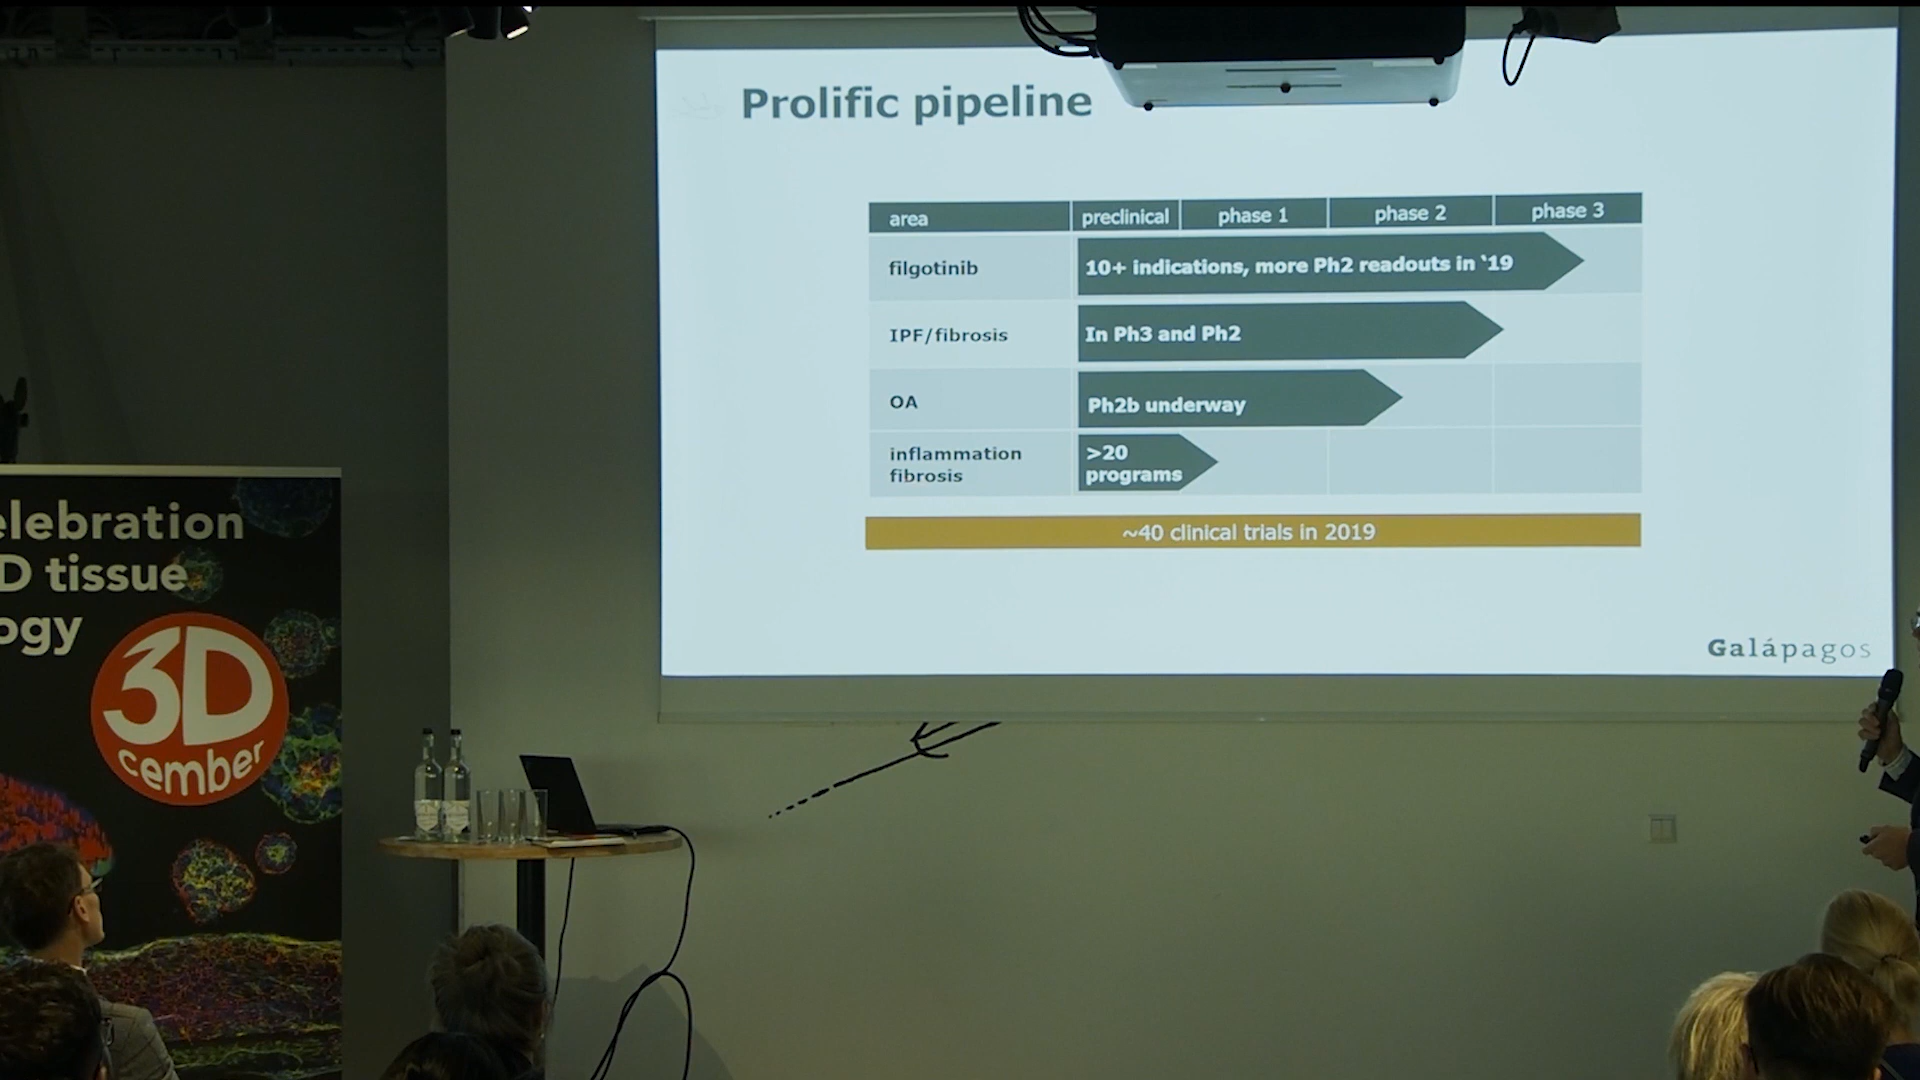 Prolific pipeline
area preclinical phase 1 phase 2 phase 3
filgotinib 10+ indications, more Ph2 readouts in ‘19
IPF/fibrosis In Ph3 and Ph2
OA Ph2b underway
inflammation
fibrosis
>20
programs
~40 clinical trials in 2019
Galápagos
elebration
D tissue
ogy
3D
cember